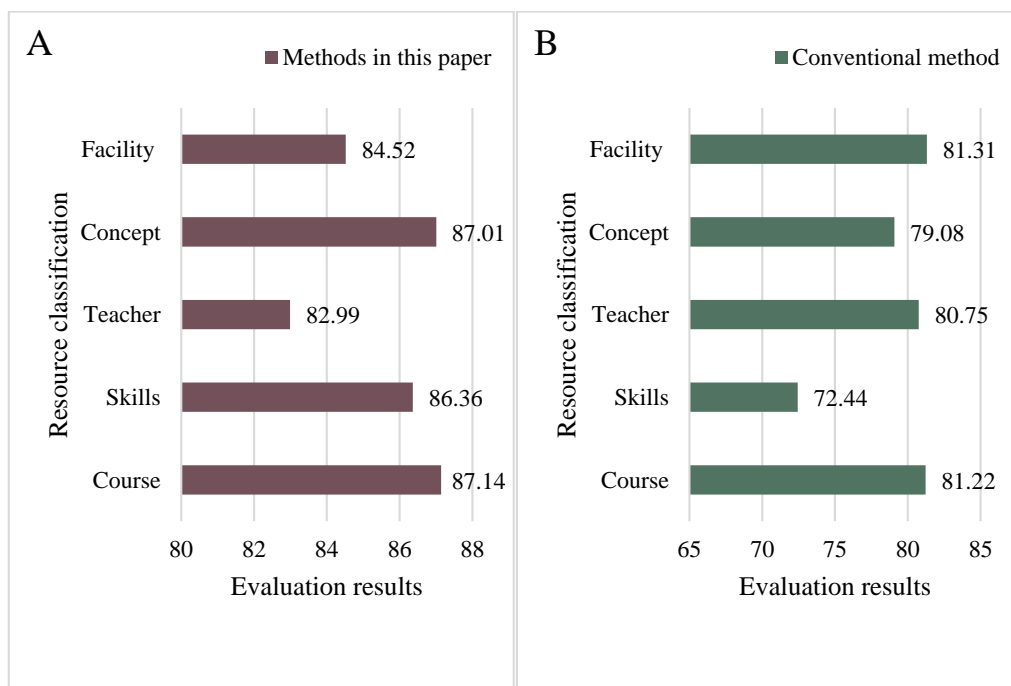 A
Methods in this paper
Resource classification
Facility
84.52
Concept
87.01
Teacher
82.99
Skills
86.36
Course
87.14
80 82 84 86 88
Evaluation results
B
Conventional method
Resource classification
Facility
81.31
Concept
79.08
Teacher
80.75
Skills
72.44
Course
81.22
65 70 75 80 85
Evaluation results